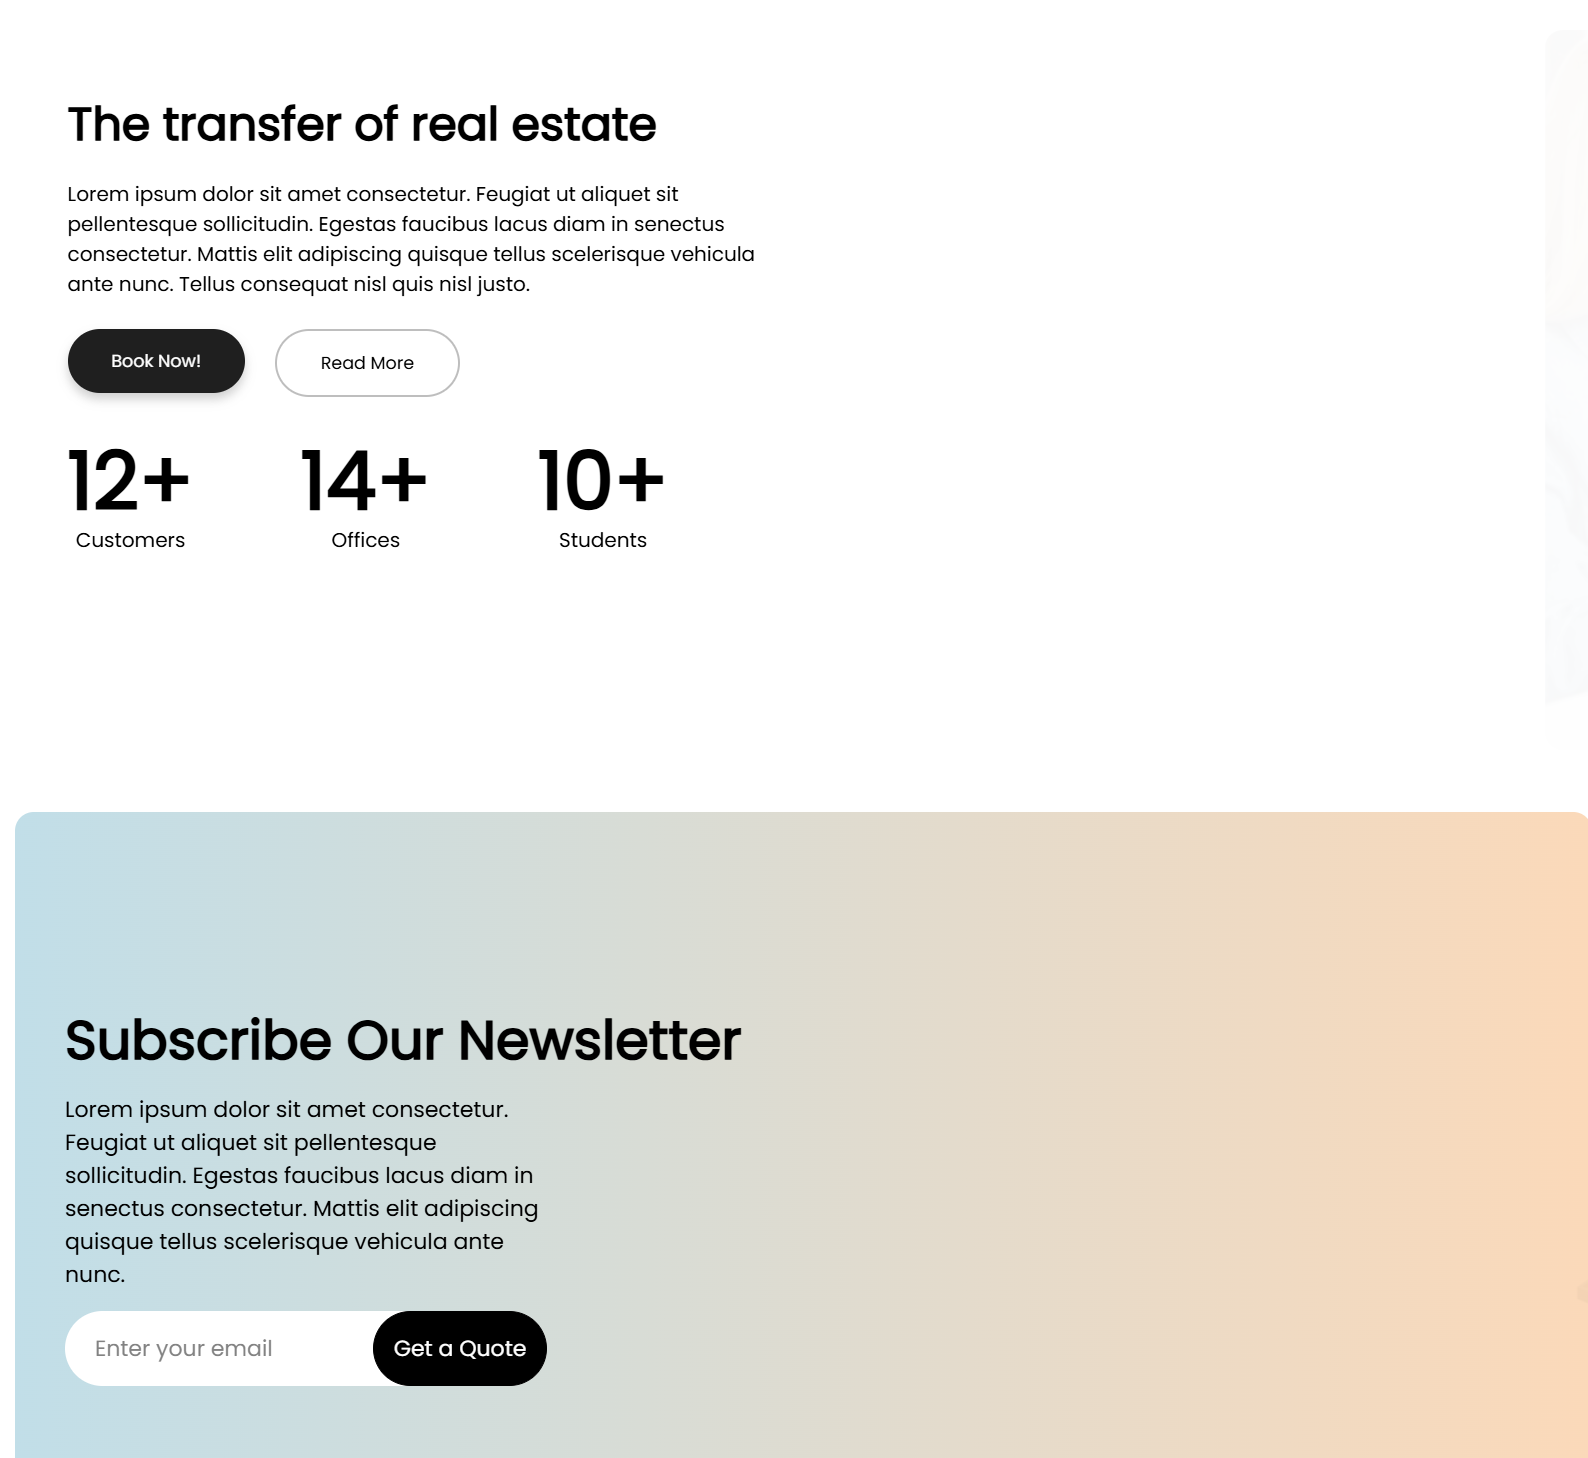 The transfer of real estate
Lorem ipsum dolor sit amet consectetur. Feugiat ut aliquet sit
pellentesque sollicitudin. Egestas faucibus lacus diam in senectus
consectetur. Mattis elit adipiscing quisque tellus scelerisque vehicula
ante nunc. Tellus consequat nisl quis nisl justo.
Book Now!
Read More
12+
Customers
14+
Offices
10+
Students
Subscribe Our Newsletter
Lorem ipsum dolor sit amet consectetur.
Feugiat ut aliquet sit pellentesque
sollicitudin. Egestas faucibus lacus diam in
senectus consectetur. Mattis elit adipiscing
quisque tellus scelerisque vehicula ante
nunc.
Enter your email
Get a Quote